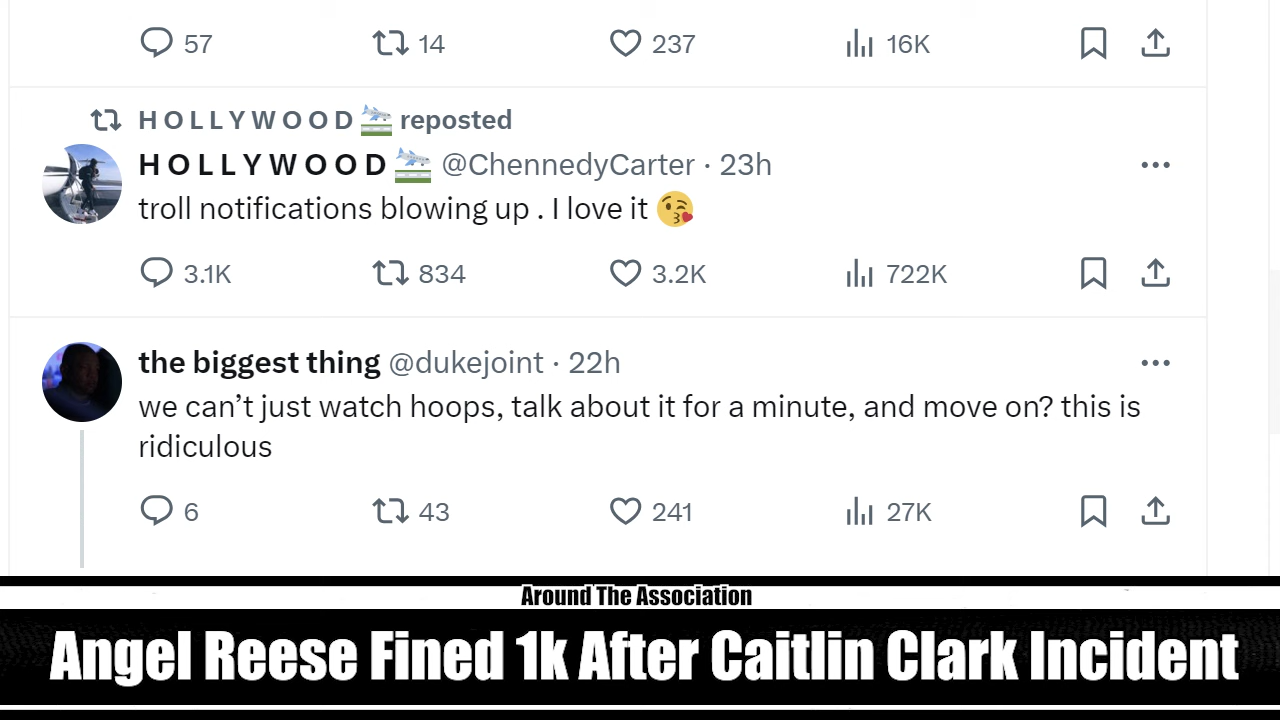 57 14 237 16K
H O L L Y W O O D 🛬 reposted
H O L L Y W O O D 🛬 @ChennedyCarter · 23h
troll notifications blowing up . I love it 😘
3.1K 834 3.2K 722K
the biggest thing @dukejoint · 22h
we can’t just watch hoops, talk about it for a minute, and move on? this is
ridiculous
6 43 241 27K
Around The Association
Angel Reese Fined 1k After Caitlin Clark Incident